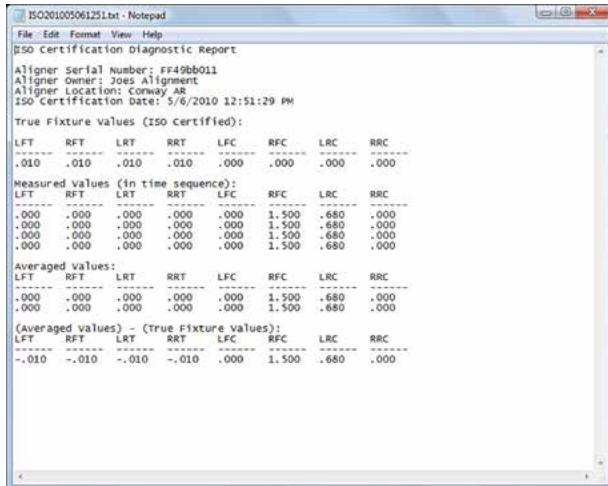 ISO201005061251.txt - Notepad
File Edit Format View Help
ISO Certification Diagnostic Report
Aligner Serial Number: FF49bb011
Aligner Owner: Joes Alignment
Aligner Location: Conway AR
ISO Certification Date: 5/6/2010 12:51:29 PM
True Fixture Values (ISO Certified):
LFT RFT LRT RRT LFC RFC LRC RRC
------ ------ ------ ------ ------ ------ ------ ------
.010 .010 .010 .010 .000 .000 .000 .000
Measured Values (in time sequence):
LFT RFT LRT RRT LFC RFC LRC RRC
------ ------ ------ ------ ------ ------ ------ ------
.000 .000 .000 .000 .000 1.500 .680 .000
.000 .000 .000 .000 .000 1.500 .680 .000
.000 .000 .000 .000 .000 1.500 .680 .000
.000 .000 .000 .000 .000 1.500 .680 .000
Averaged Values:
LFT RFT LRT RRT LFC RFC LRC RRC
------ ------ ------ ------ ------ ------ ------ ------
.000 .000 .000 .000 .000 1.500 .680 .000
.000 .000 .000 .000 .000 1.500 .680 .000
(Averaged Values) - (True Fixture Values):
LFT RFT LRT RRT LFC RFC LRC RRC
------ ------ ------ ------ ------ ------ ------ ------
-.010 -.010 -.010 -.010 .000 1.500 .680 .000